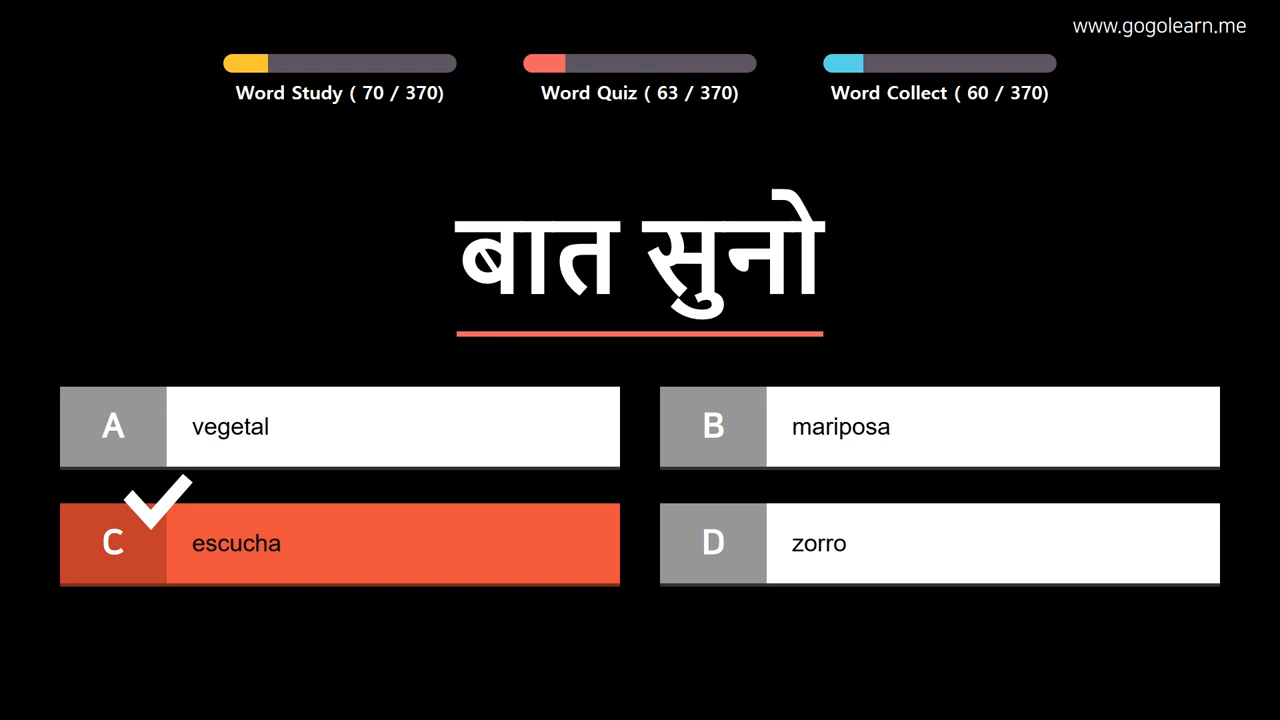 www.gogolearn.me
Word Study ( 70 / 370)
Word Quiz ( 63 / 370)
Word Collect ( 60 / 370)
बात सुनो
A vegetal
B mariposa
C escucha
D zorro